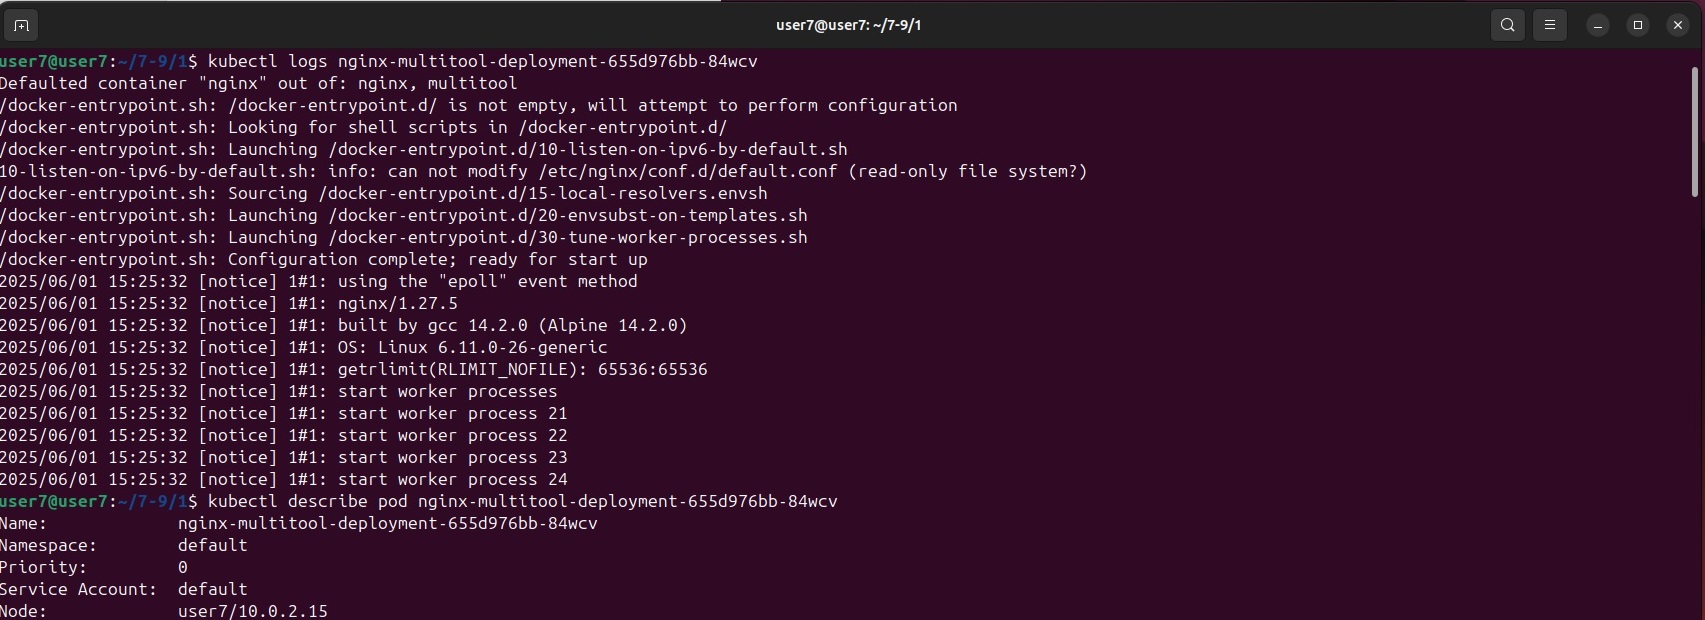 user7@user7: ~/7-9/1
user7@user7:~/7-9/1$ kubectl logs nginx-multitool-deployment-655d976bb-84wcv
Defaulted container "nginx" out of: nginx, multitool
/docker-entrypoint.sh: /docker-entrypoint.d/ is not empty, will attempt to perform configuration
/docker-entrypoint.sh: Looking for shell scripts in /docker-entrypoint.d/
/docker-entrypoint.sh: Launching /docker-entrypoint.d/10-listen-on-ipv6-by-default.sh
10-listen-on-ipv6-by-default.sh: info: can not modify /etc/nginx/conf.d/default.conf (read-only file system?)
/docker-entrypoint.sh: Sourcing /docker-entrypoint.d/15-local-resolvers.envsh
/docker-entrypoint.sh: Launching /docker-entrypoint.d/20-envsubst-on-templates.sh
/docker-entrypoint.sh: Launching /docker-entrypoint.d/30-tune-worker-processes.sh
/docker-entrypoint.sh: Configuration complete; ready for start up
2025/06/01 15:25:32 [notice] 1#1: using the "epoll" event method
2025/06/01 15:25:32 [notice] 1#1: nginx/1.27.5
2025/06/01 15:25:32 [notice] 1#1: built by gcc 14.2.0 (Alpine 14.2.0)
2025/06/01 15:25:32 [notice] 1#1: OS: Linux 6.11.0-26-generic
2025/06/01 15:25:32 [notice] 1#1: getrlimit(RLIMIT_NOFILE): 65536:65536
2025/06/01 15:25:32 [notice] 1#1: start worker processes
2025/06/01 15:25:32 [notice] 1#1: start worker process 21
2025/06/01 15:25:32 [notice] 1#1: start worker process 22
2025/06/01 15:25:32 [notice] 1#1: start worker process 23
2025/06/01 15:25:32 [notice] 1#1: start worker process 24
user7@user7:~/7-9/1$ kubectl describe pod nginx-multitool-deployment-655d976bb-84wcv
Name:             nginx-multitool-deployment-655d976bb-84wcv
Namespace:        default
Priority:         0
Service Account:  default
Node:             user7/10.0.2.15